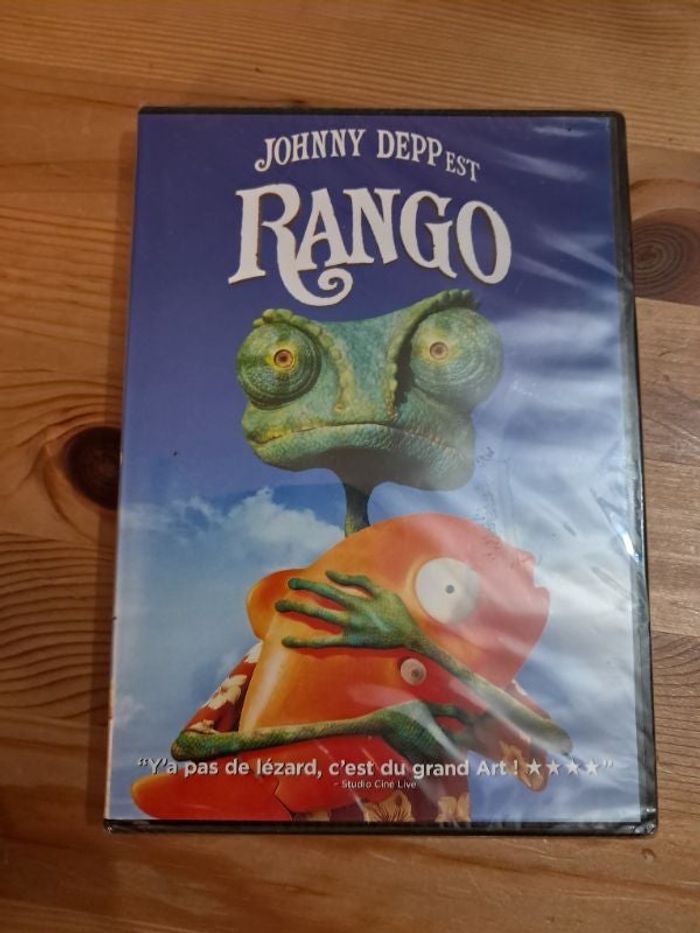 JOHNNY DEPP EST
RANGO
"Y'a pas de lézard, c'est du grand Art ! ★★★★"
- Studio Ciné Live